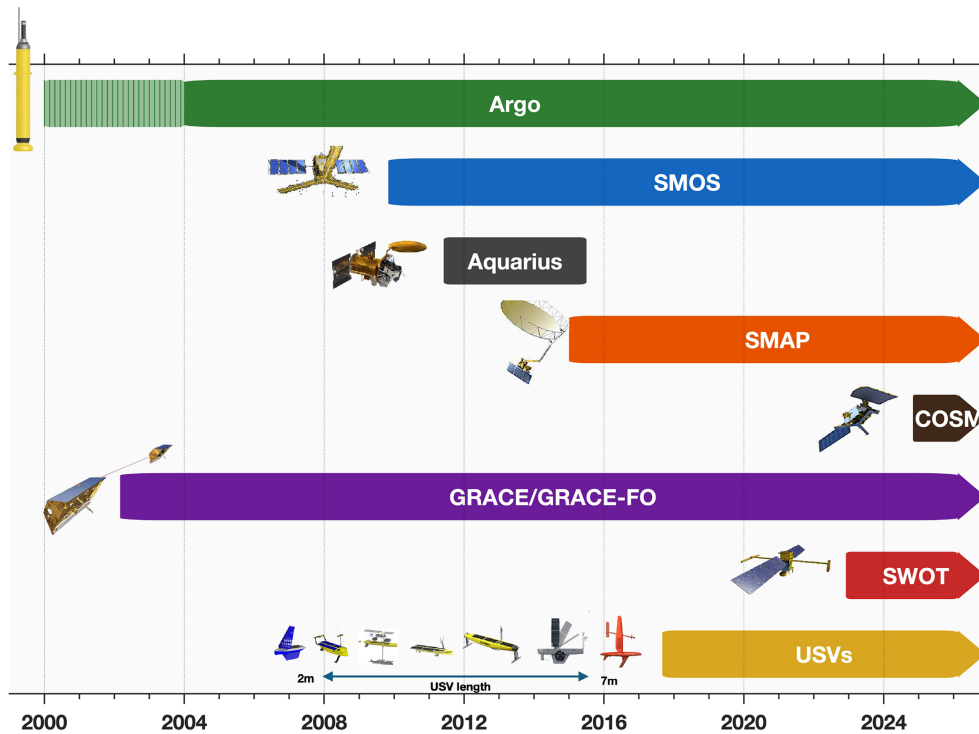 Argo
SMOS
Aquarius
SMAP
COSM
GRACE/GRACE-FO
SWOT
USVs
2m
USV length
7m
2000 2004 2008 2012 2016 2020 2024